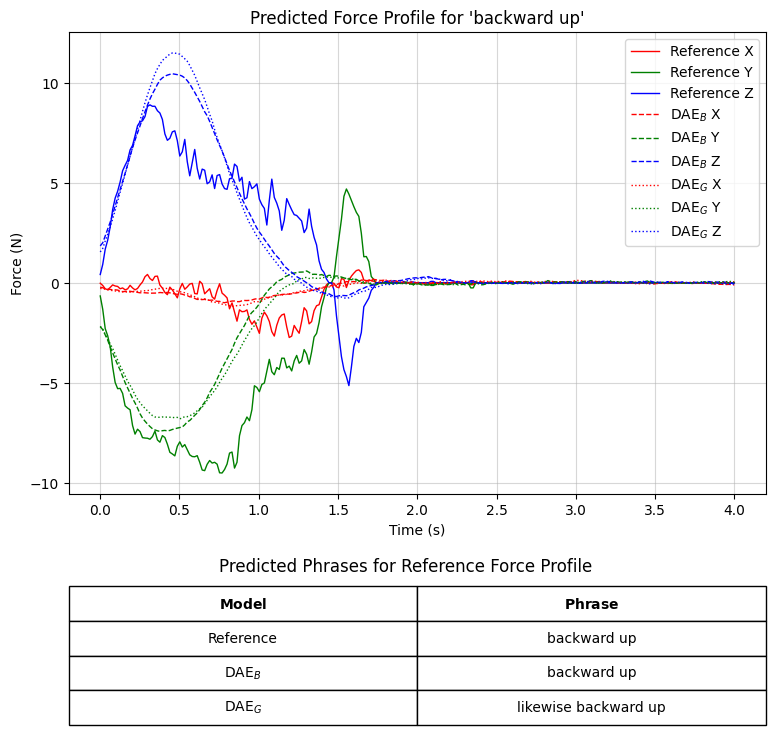 Predicted Force Profile for 'backward up'
Force (N)
10
5
0
−5
−10
Reference X
Reference Y
Reference Z
DAE_B X
DAE_B Y
DAE_B Z
DAE_G X
DAE_G Y
DAE_G Z
0.0 0.5 1.0 1.5 2.0 2.5 3.0 3.5 4.0
Time (s)
Predicted Phrases for Reference Force Profile
Model Phrase
Reference backward up
DAE_B backward up
DAE_G likewise backward up